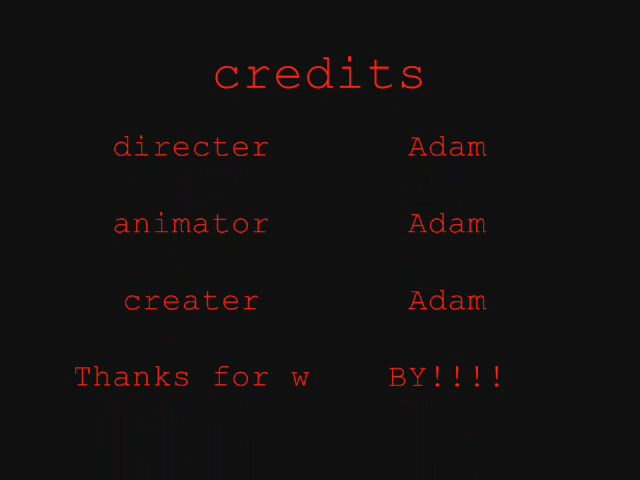 credits
directer Adam
animator Adam
creater Adam
Thanks for w BY!!!!